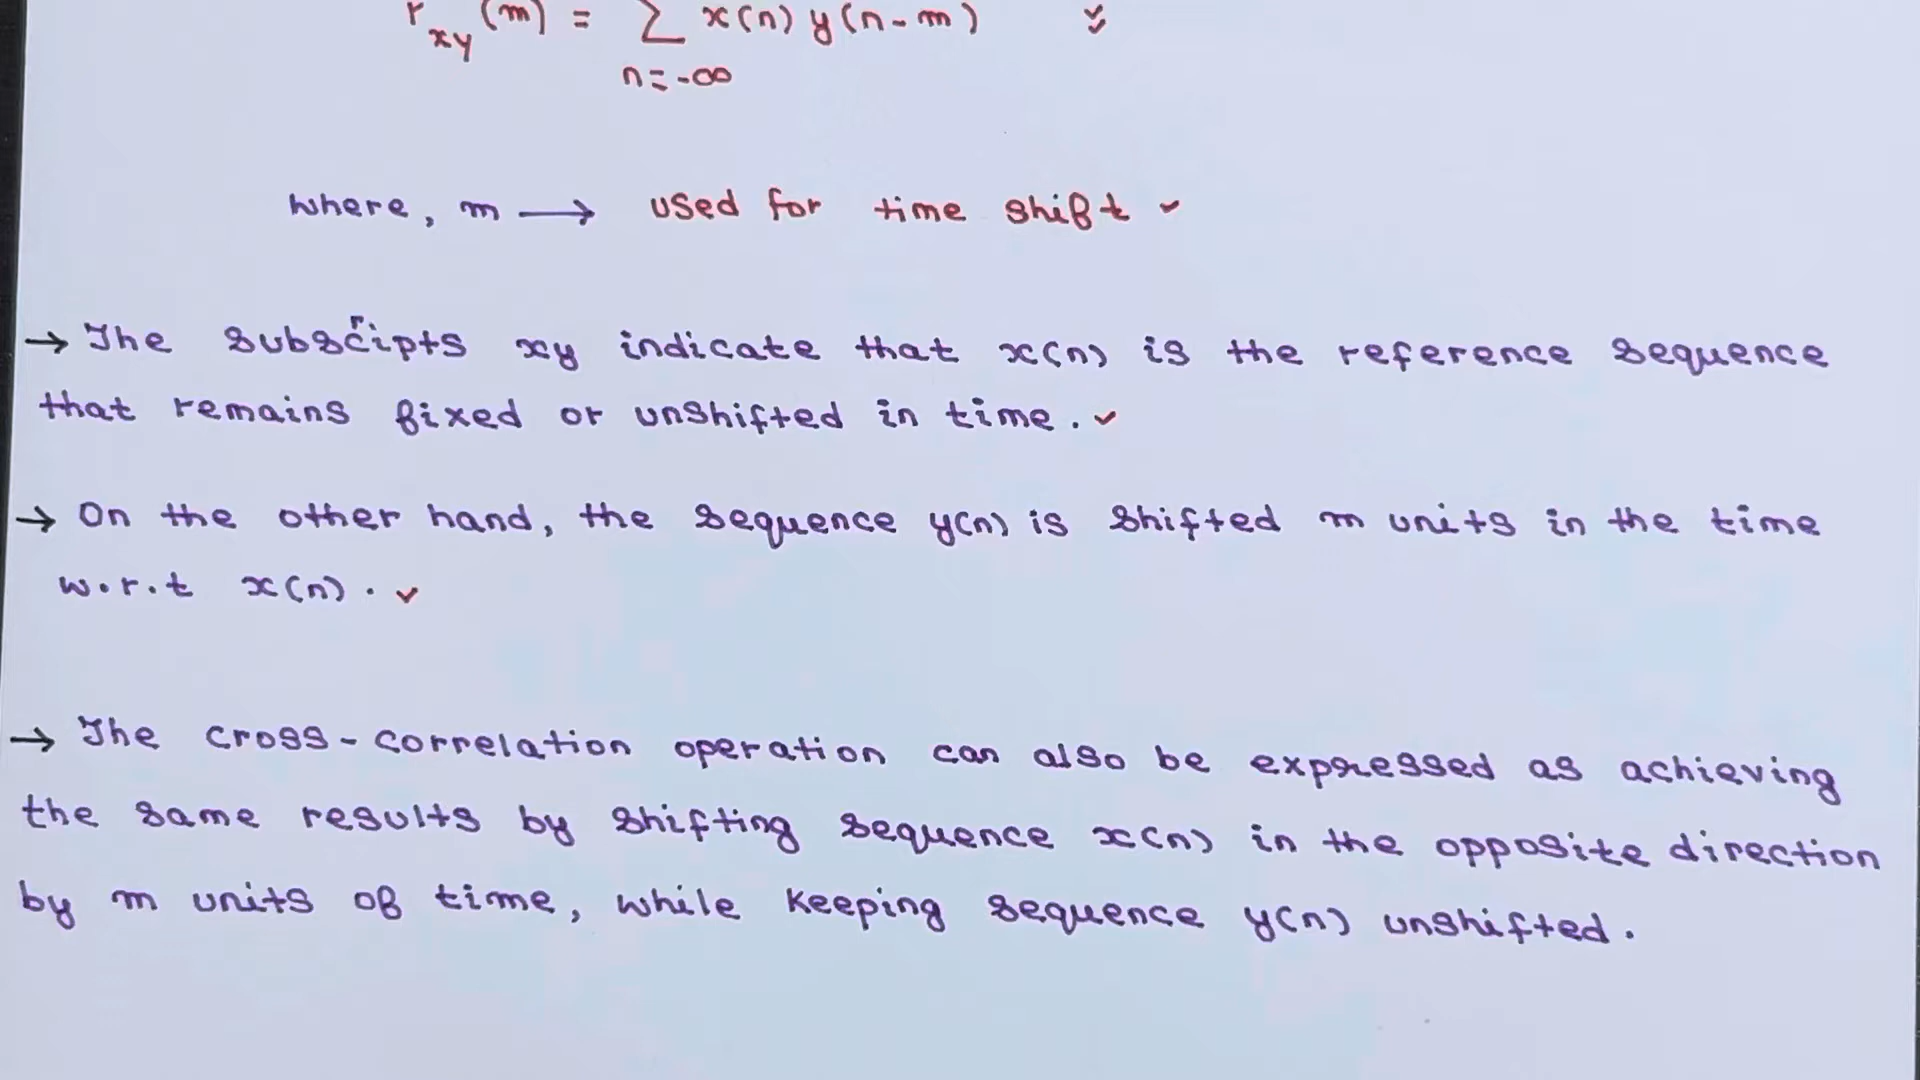 r_xy (m) = Σ x(n) y(n-m)
n=-∞
where, m → used for time shift ✓
→ The subscripts xy indicate that x(n) is the reference sequence
that remains fixed or unshifted in time. ✓
→ On the other hand, the sequence y(n) is shifted m units in the time
w.r.t x(n). ✓
→ The cross-correlation operation can also be expressed as achieving
the same results by shifting sequence x(n) in the opposite direction
by m units of time, while keeping sequence y(n) unshifted.